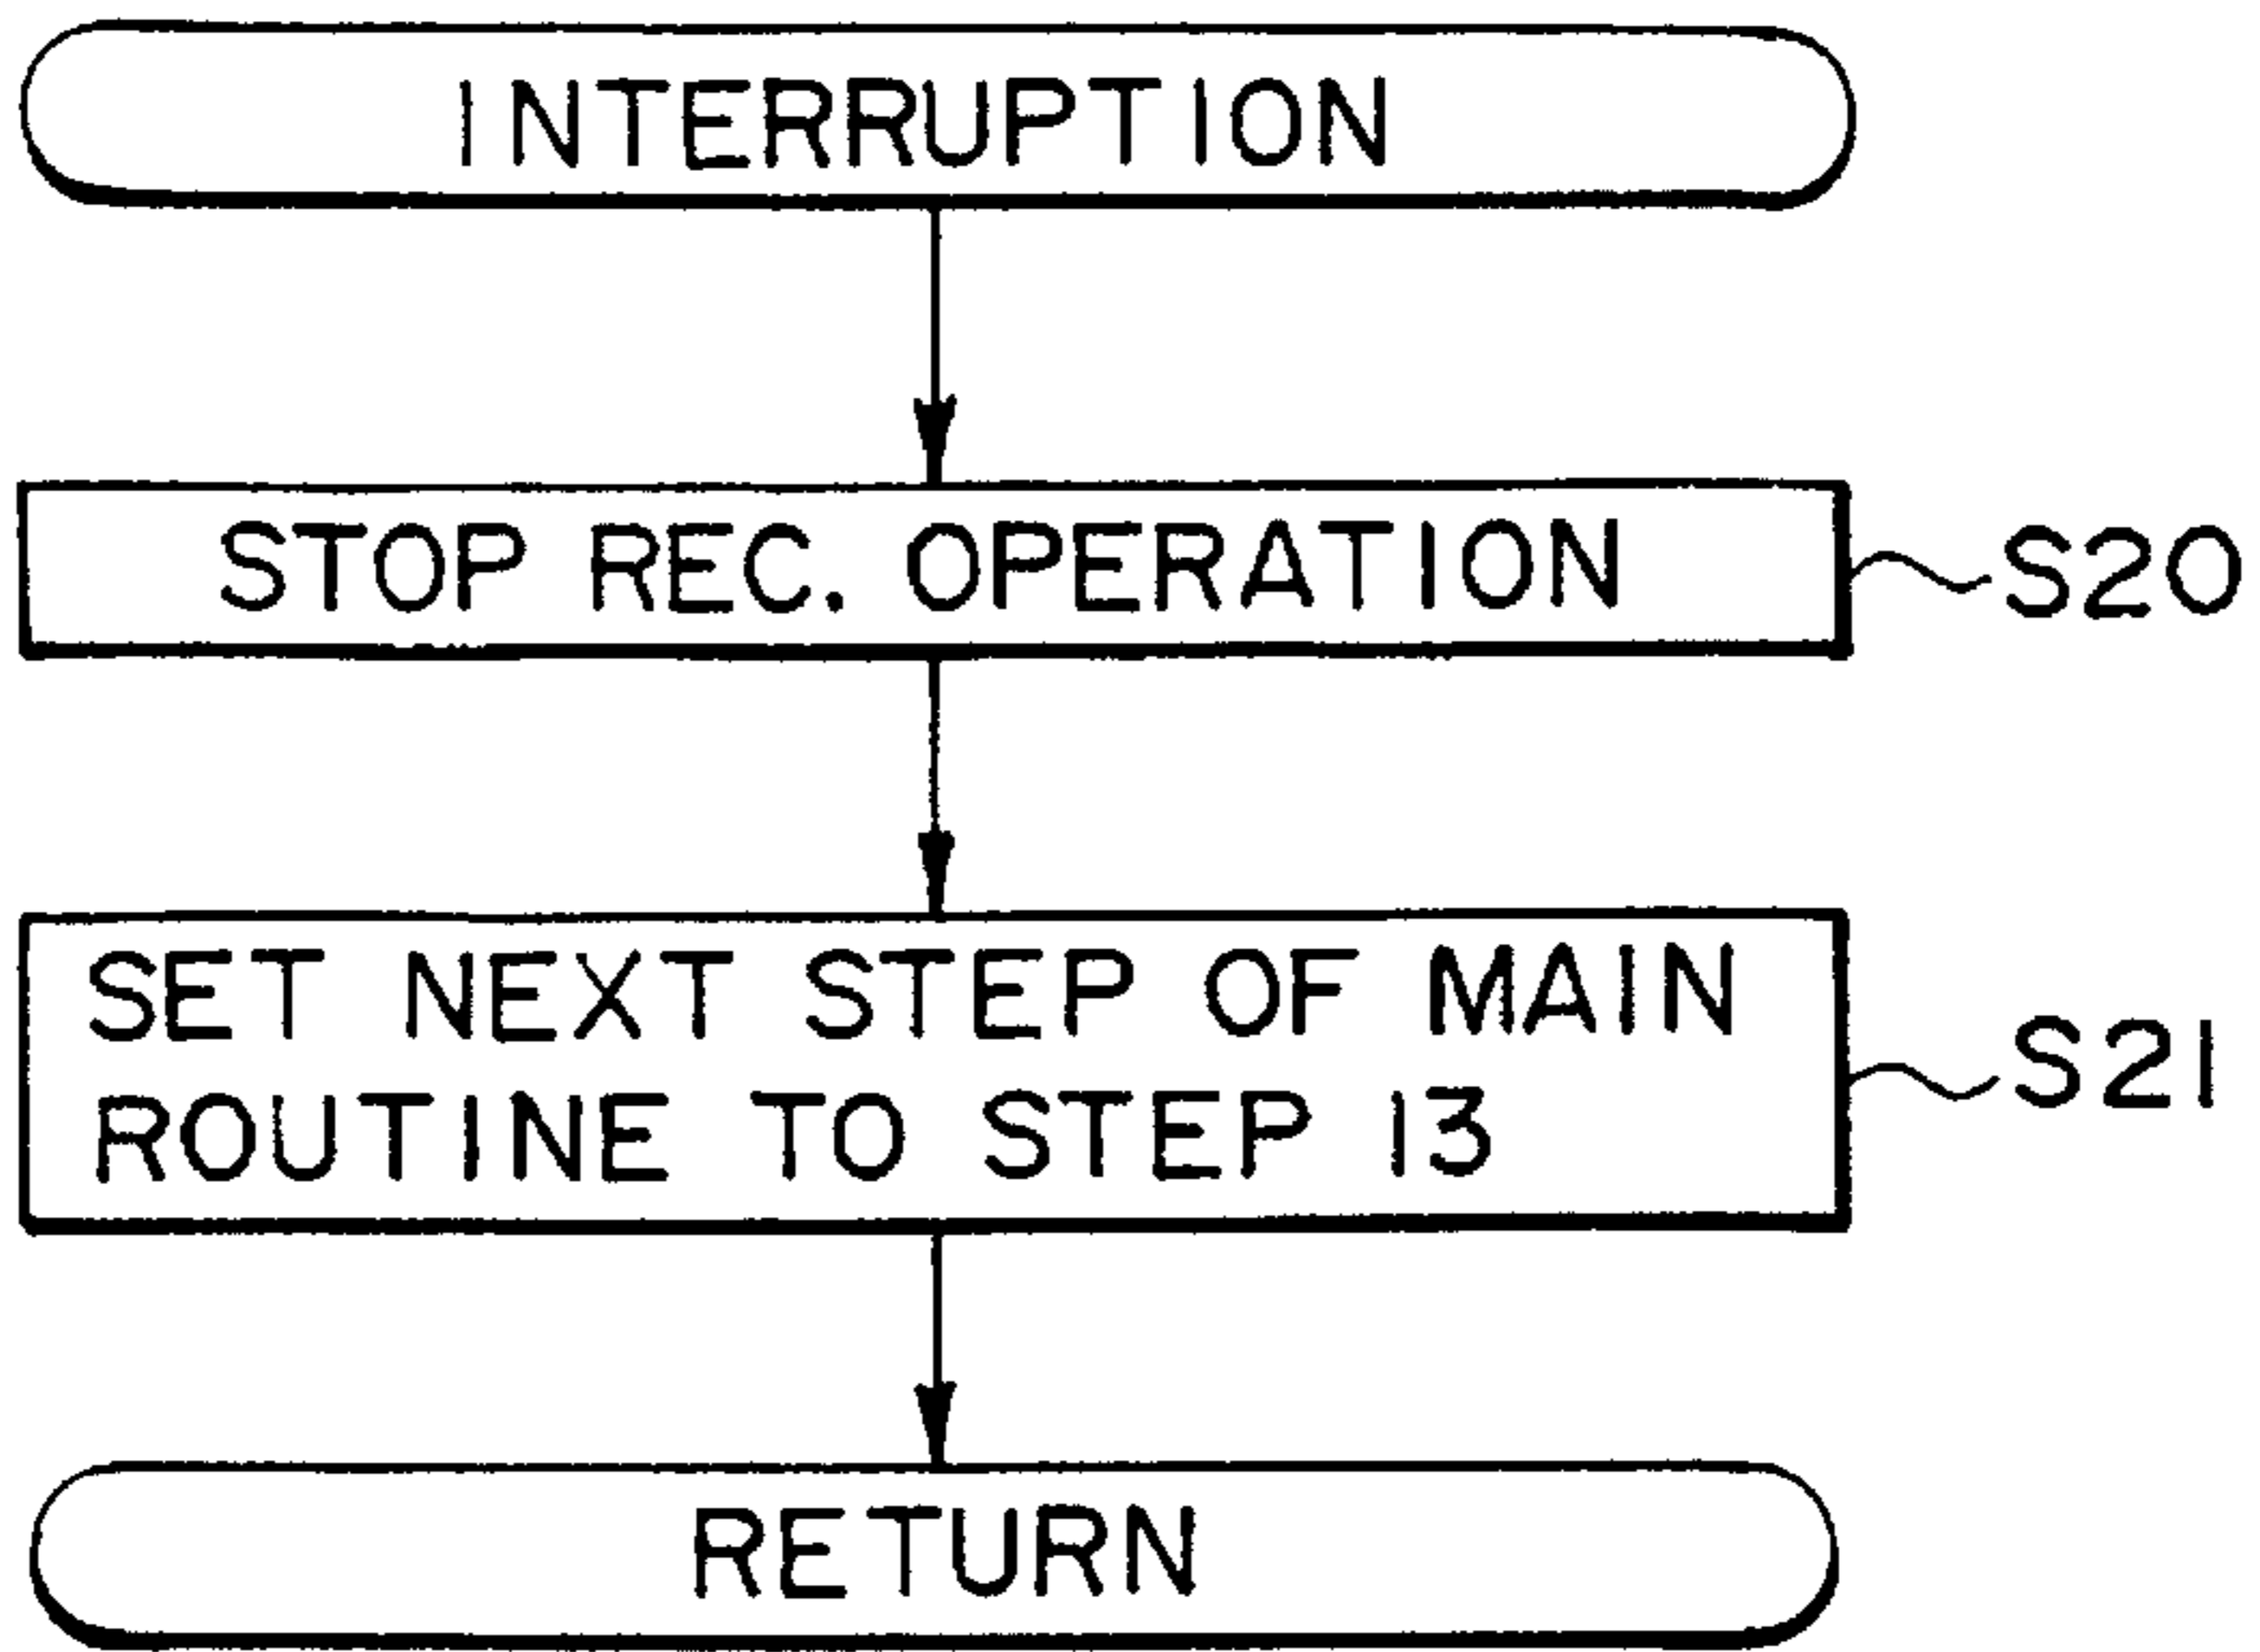 INTERRUPTION
STOP REC. OPERATION
S20
SET NEXT STEP OF MAIN
ROUTINE TO STEP 13
S21
RETURN